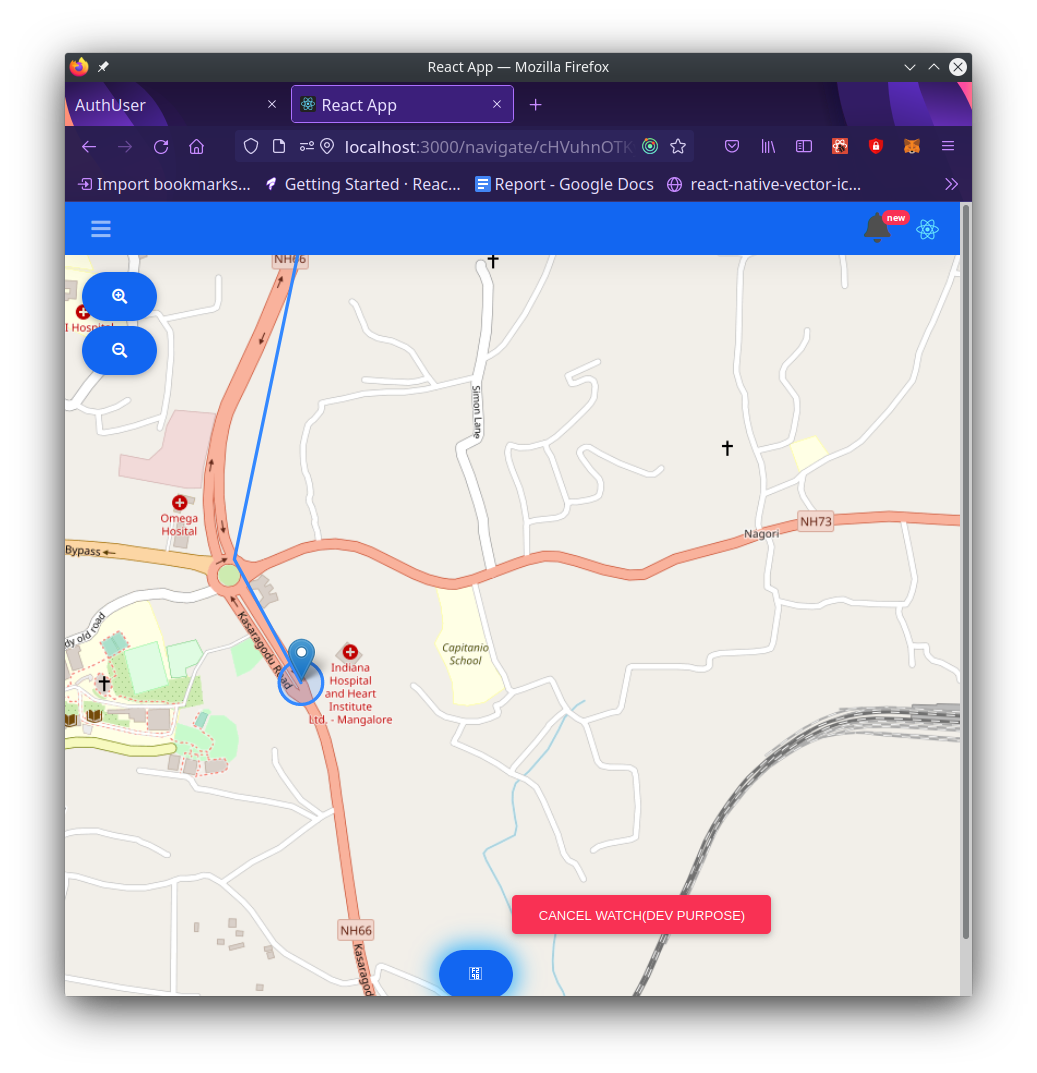 React App — Mozilla Firefox
AuthUser
React App
localhost:3000/navigate/cHVuhnOTK
Import bookmarks...
Getting Started · Reac...
Report - Google Docs
react-native-vector-ic...
new
NH66
I Hospital
Simon Lane
Omega
Hosital
NH73
Nagori
Bypass
Kasaragodu Road
dy old road
Capitanio
School
Indiana
Hospital
and Heart
Institute
Ltd. - Mangalore
CANCEL WATCH(DEV PURPOSE)
NH66
Kasaragod